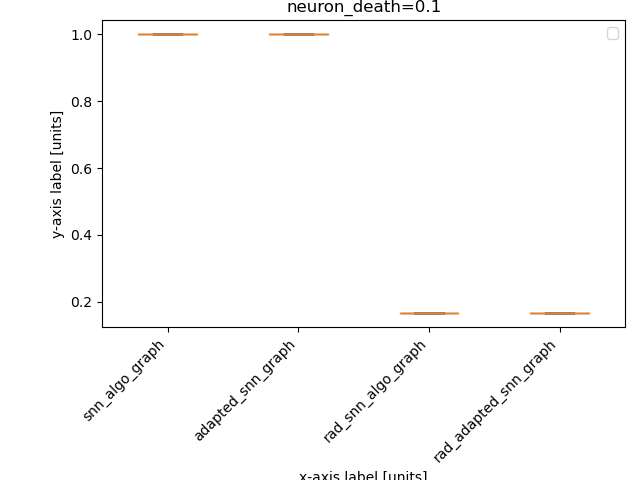 neuron_death=0.1
y-axis label [units]
1.0
0.8
0.6
0.4
0.2
snn_algo_graph
adapted_snn_graph
rad_snn_algo_graph
rad_adapted_snn_graph
x-axis label [units]